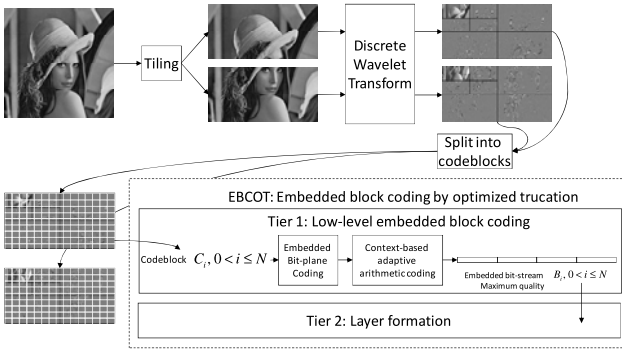 Tiling
Discrete
Wavelet
Transform
Split into
codeblocks
EBCOT: Embedded block coding by optimized trucation
Tier 1: Low-level embedded block coding
Codeblock C_i, 0 < i ≤ N
Embedded
Bit-plane
Coding
Context-based
adaptive
arithmetic coding
Embedded bit-stream B_i, 0 < i ≤ N
Maximum quality
Tier 2: Layer formation